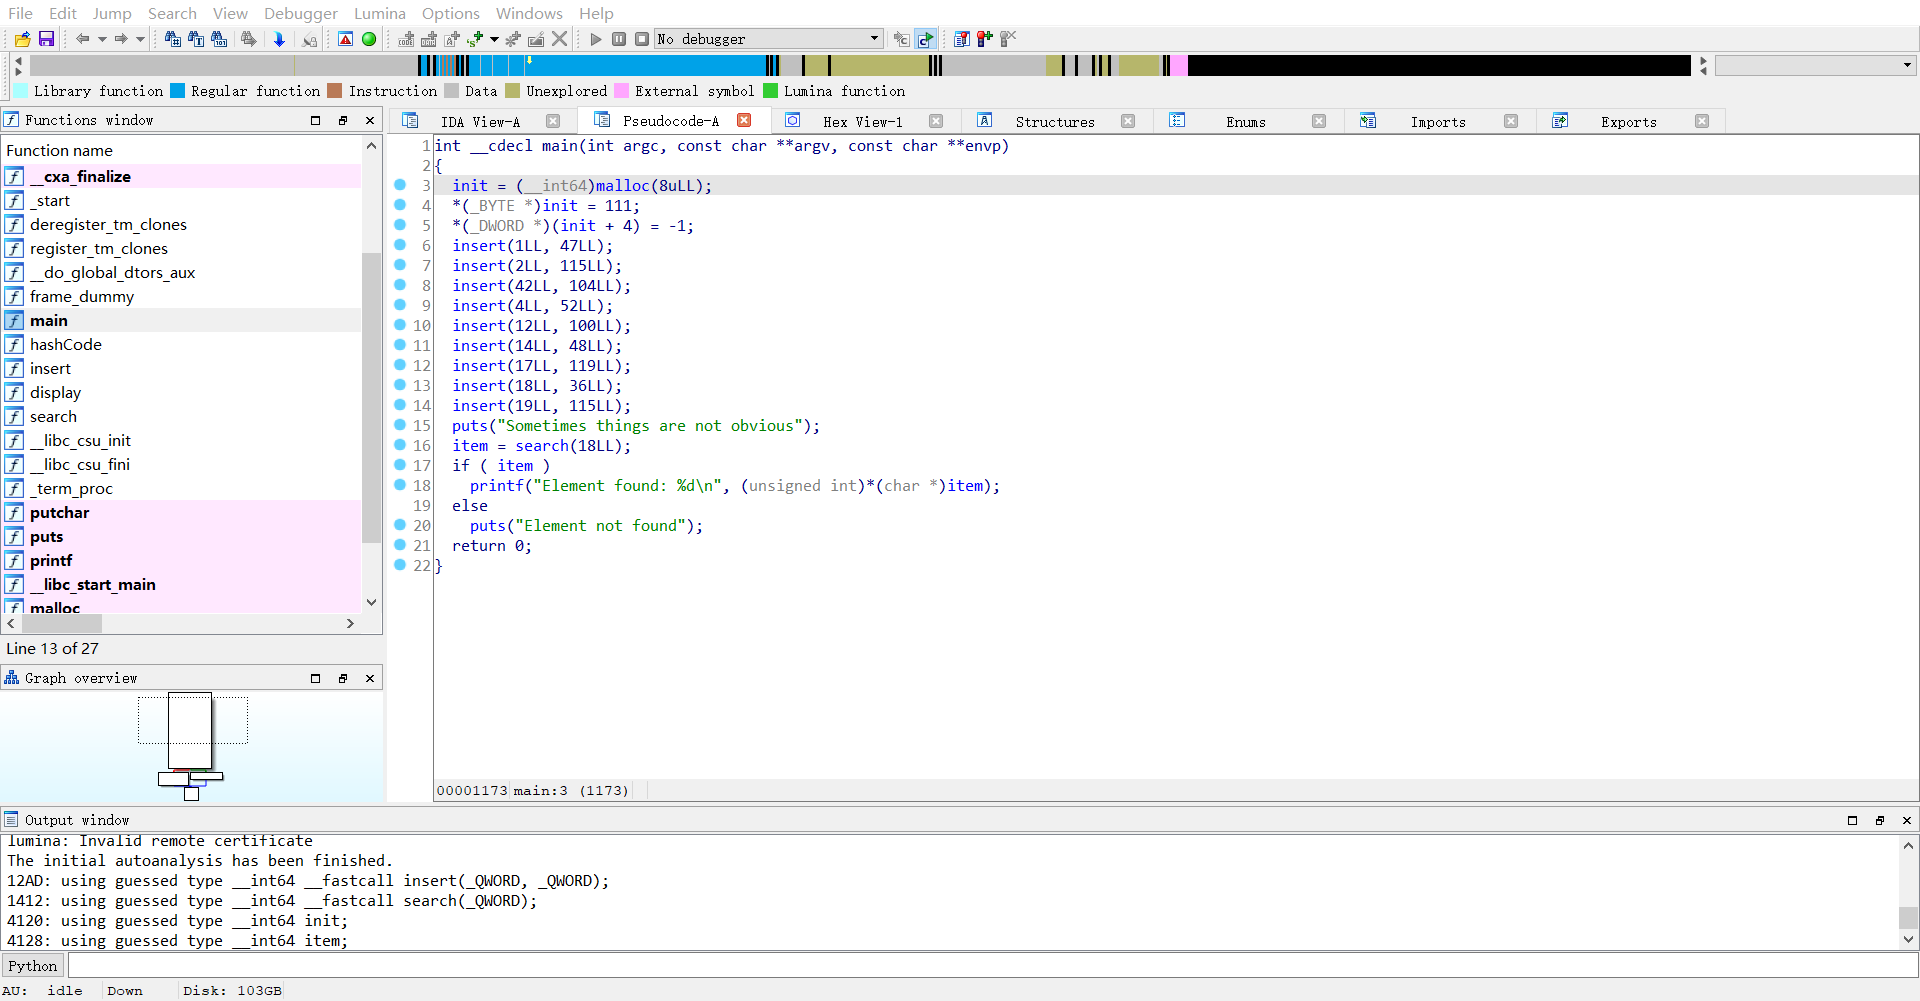 File Edit Jump Search View Debugger Lumina Options Windows Help
No debugger
Library function Regular function Instruction Data Unexplored External symbol Lumina function
Functions window
IDA View-A Pseudocode-A Hex View-1 Structures Enums Imports Exports
Function name
__cxa_finalize
_start
deregister_tm_clones
register_tm_clones
__do_global_dtors_aux
frame_dummy
main
hashCode
insert
display
search
__libc_csu_init
__libc_csu_fini
_term_proc
putchar
puts
printf
__libc_start_main
malloc
Line 13 of 27
Graph overview
1 int __cdecl main(int argc, const char **argv, const char **envp)
2 {
3 init = (__int64)malloc(8uLL);
4 *(_BYTE *)init = 111;
5 *(_DWORD *)(init + 4) = -1;
6 insert(1LL, 47LL);
7 insert(2LL, 115LL);
8 insert(42LL, 104LL);
9 insert(4LL, 52LL);
10 insert(12LL, 100LL);
11 insert(14LL, 48LL);
12 insert(17LL, 119LL);
13 insert(18LL, 36LL);
14 insert(19LL, 115LL);
15 puts("Sometimes things are not obvious");
16 item = search(18LL);
17 if ( item )
18 printf("Element found: %d\n", (unsigned int)*(char *)item);
19 else
20 puts("Element not found");
21 return 0;
22 }
00001173 main:3 (1173)
Output window
lumina: Invalid remote certificate
The initial autoanalysis has been finished.
12AD: using guessed type __int64 __fastcall insert(_QWORD, _QWORD);
1412: using guessed type __int64 __fastcall search(_QWORD);
4120: using guessed type __int64 init;
4128: using guessed type __int64 item;
Python
AU: idle Down Disk: 103GB